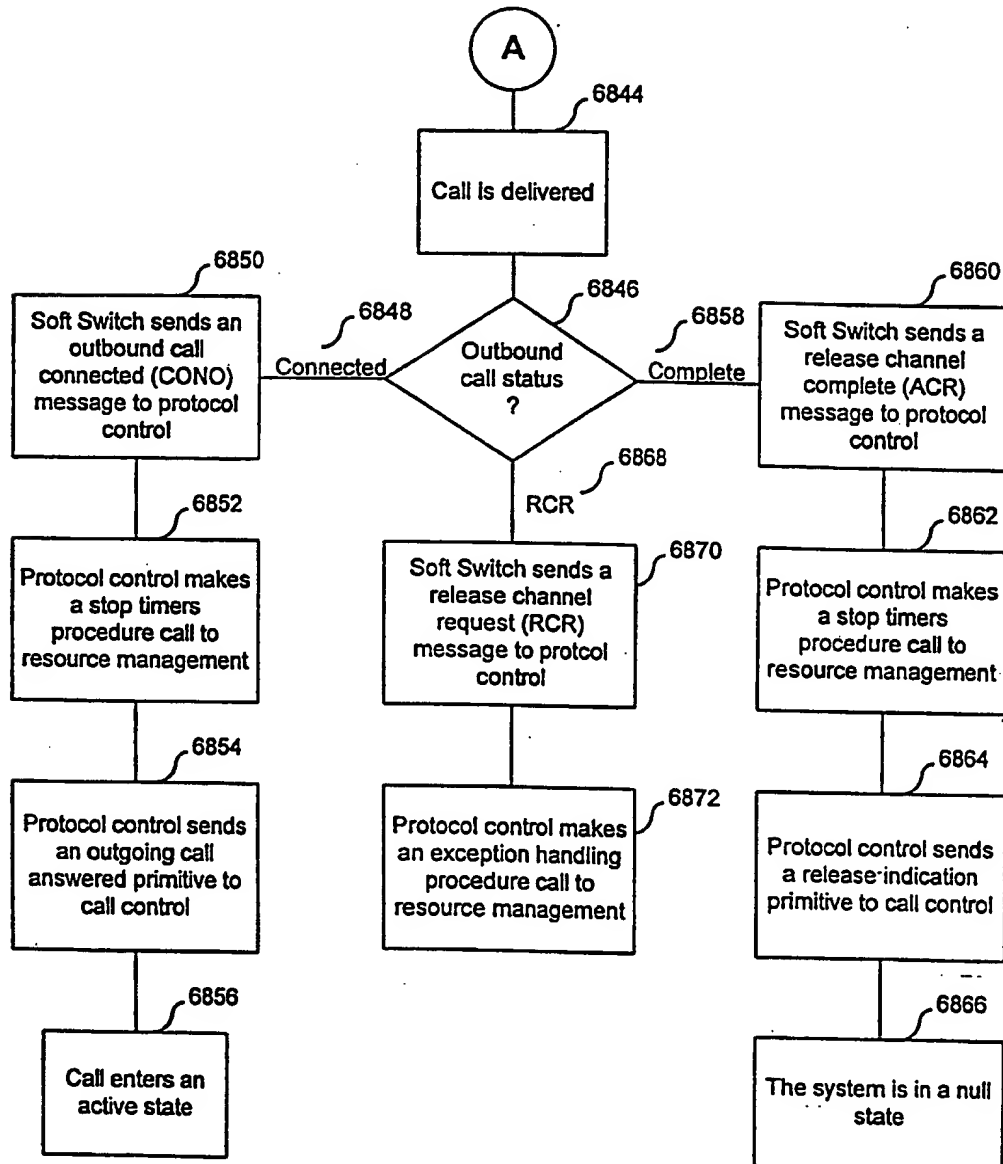 A
6844
Call is delivered
6850
Soft Switch sends an
outbound call
connected (CONO)
message to protocol
control
6848
Connected
6846
Outbound
call status
?
6858
Complete
6860
Soft Switch sends a
release channel
complete (ACR)
message to protocol
control
6868
RCR
6852
Protocol control makes
a stop timers
procedure call to
resource management
6870
Soft Switch sends a
release channel
request (RCR)
message to protcol
control
6862
Protocol control makes
a stop timers
procedure call to
resource management
6854
Protocol control sends
an outgoing call
answered primitive to
call control
6872
Protocol control makes
an exception handling
procedure call to
resource management
6864
Protocol control sends
a release-indication
primitive to call control
6856
Call enters an
active state
6866
The system is in a null
state